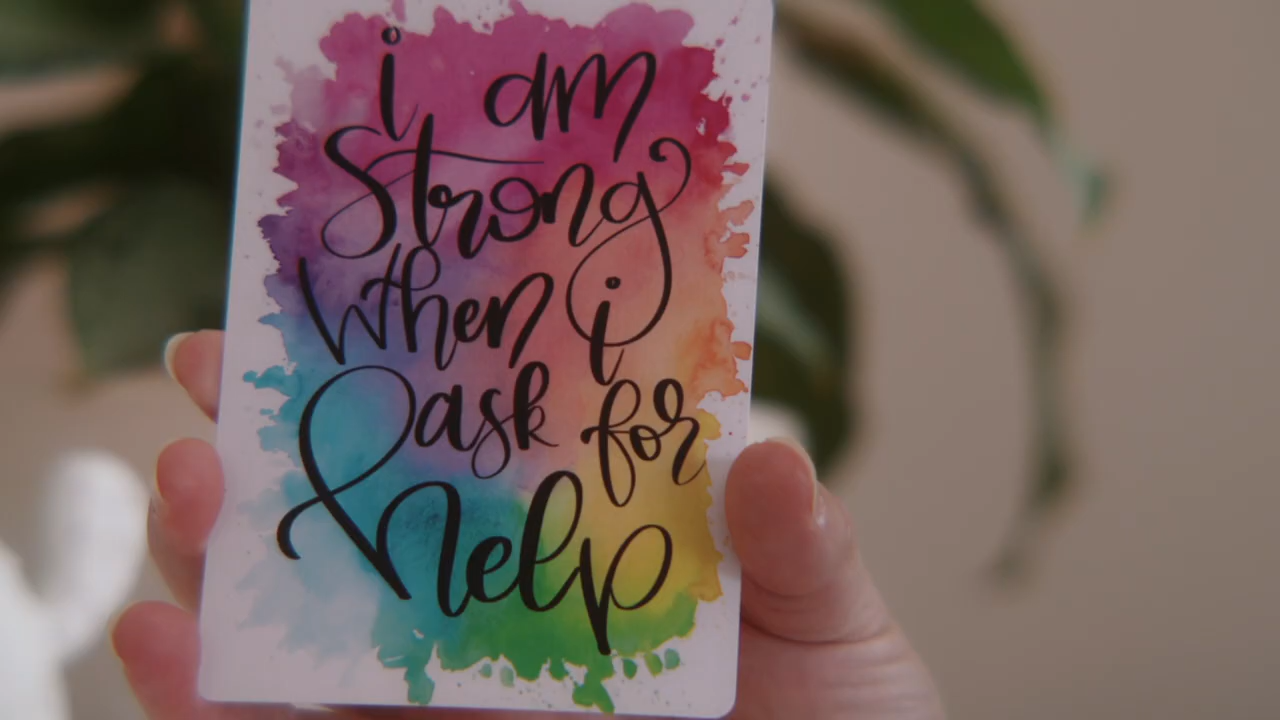 i am
strong
when i
ask for
help